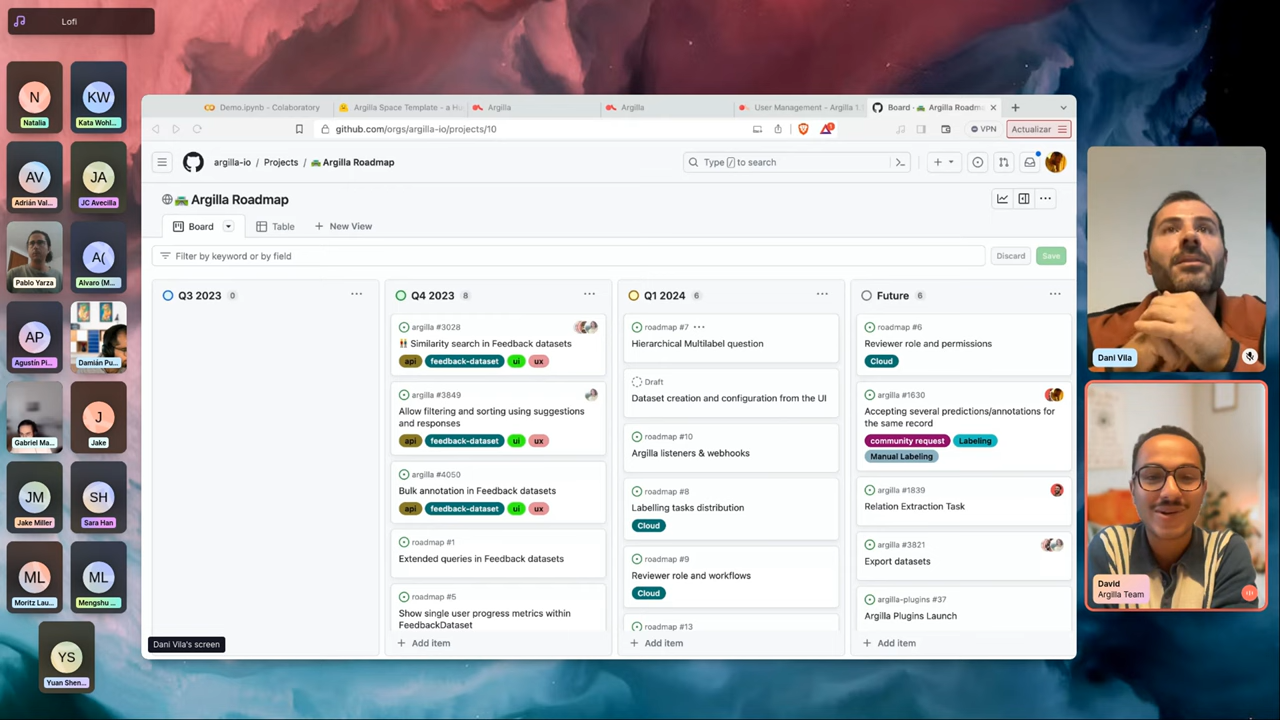 Lofi
N
Natalia
KW
Kata Wohl...
AV
Adrián Val...
JA
JC Avecilla
Pablo Yarza
A(
Alvaro (M...
AP
Agustín Pi...
Damián Pu...
Gabriel Ma...
J
Jake
JM
Jake Miller
SH
Sara Han
ML
Moritz Lau...
ML
Mengshu ...
YS
Yuan Shen...
Demo.ipynb - Colaboratory
Argilla Space Template - a Hu
Argilla
Argilla
User Management - Argilla 1.
Board · Argilla Roadm
github.com/orgs/argilla-io/projects/10
VPN
Actualizar
argilla-io / Projects / Argilla Roadmap
Type / to search
Argilla Roadmap
Board
Table
New View
Filter by keyword or by field
Discard
Save
Q3 2023 0
Q4 2023 8
argilla #3028
Similarity search in Feedback datasets
api feedback-dataset ui ux
argilla #3849
Allow filtering and sorting using suggestions
and responses
api feedback-dataset ui ux
argilla #4050
Bulk annotation in Feedback datasets
api feedback-dataset ui ux
roadmap #1
Extended queries in Feedback datasets
roadmap #5
Show single user progress metrics within
FeedbackDataset
+ Add item
Q1 2024 6
roadmap #7
Hierarchical Multilabel question
Draft
Dataset creation and configuration from the UI
roadmap #10
Argilla listeners & webhooks
roadmap #8
Labelling tasks distribution
Cloud
roadmap #9
Reviewer role and workflows
Cloud
roadmap #13
+ Add item
Future 6
roadmap #6
Reviewer role and permissions
Cloud
argilla #1630
Accepting several predictions/annotations for
the same record
community request Labeling
Manual Labeling
argilla #1839
Relation Extraction Task
argilla #3821
Export datasets
argilla-plugins #37
Argilla Plugins Launch
+ Add item
Dani Vila's screen
Dani Vila
David
Argilla Team